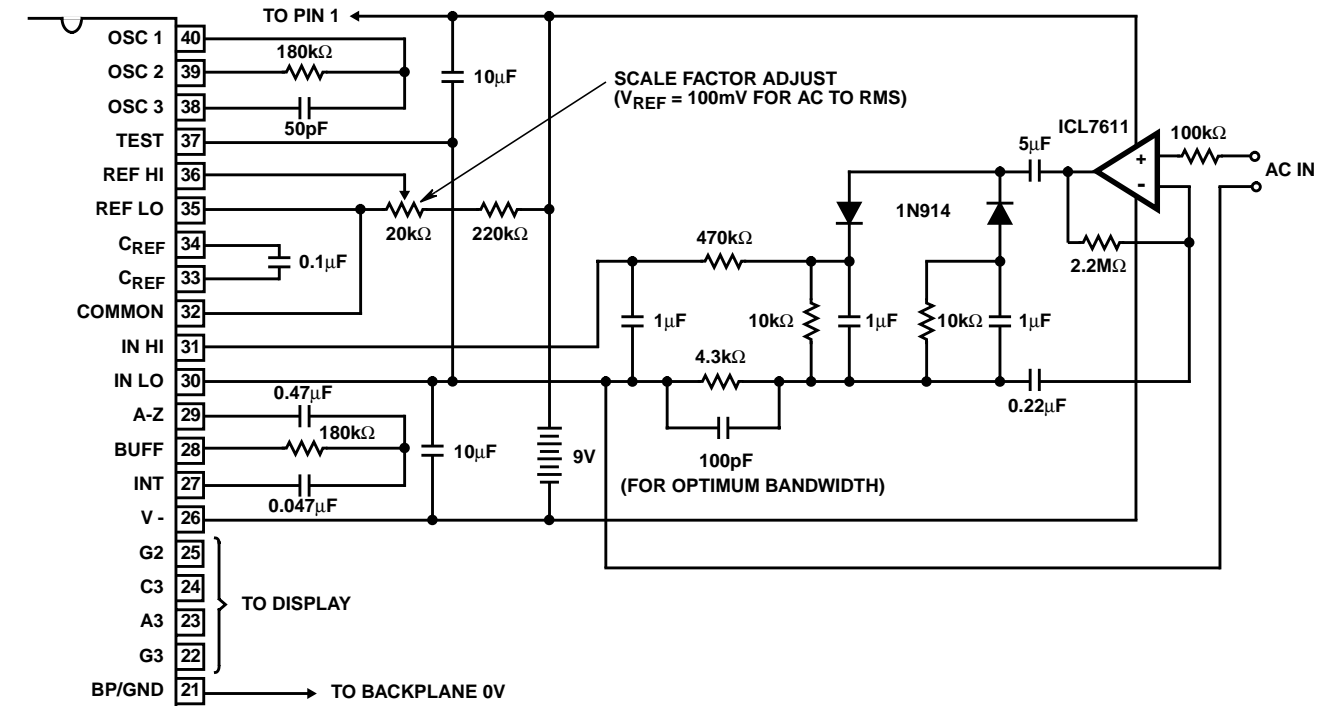 TO PIN 1
OSC 1 40
180kΩ
OSC 2 39
10μF
SCALE FACTOR ADJUST
(VREF = 100mV FOR AC TO RMS)
OSC 3 38
50pF
TEST 37
ICL7611
100kΩ
5μF
+
-
AC IN
REF HI 36
REF LO 35
20kΩ
220kΩ
1N914
CREF 34
0.1μF
470kΩ
2.2MΩ
CREF 33
COMMON 32
1μF
10kΩ
1μF
10kΩ
1μF
IN HI 31
4.3kΩ
IN LO 30
0.47μF
0.22μF
A-Z 29
180kΩ
BUFF 28
10μF
9V
100pF
INT 27
(FOR OPTIMUM BANDWIDTH)
0.047μF
V - 26
G2 25
C3 24
TO DISPLAY
A3 23
G3 22
BP/GND 21
TO BACKPLANE 0V